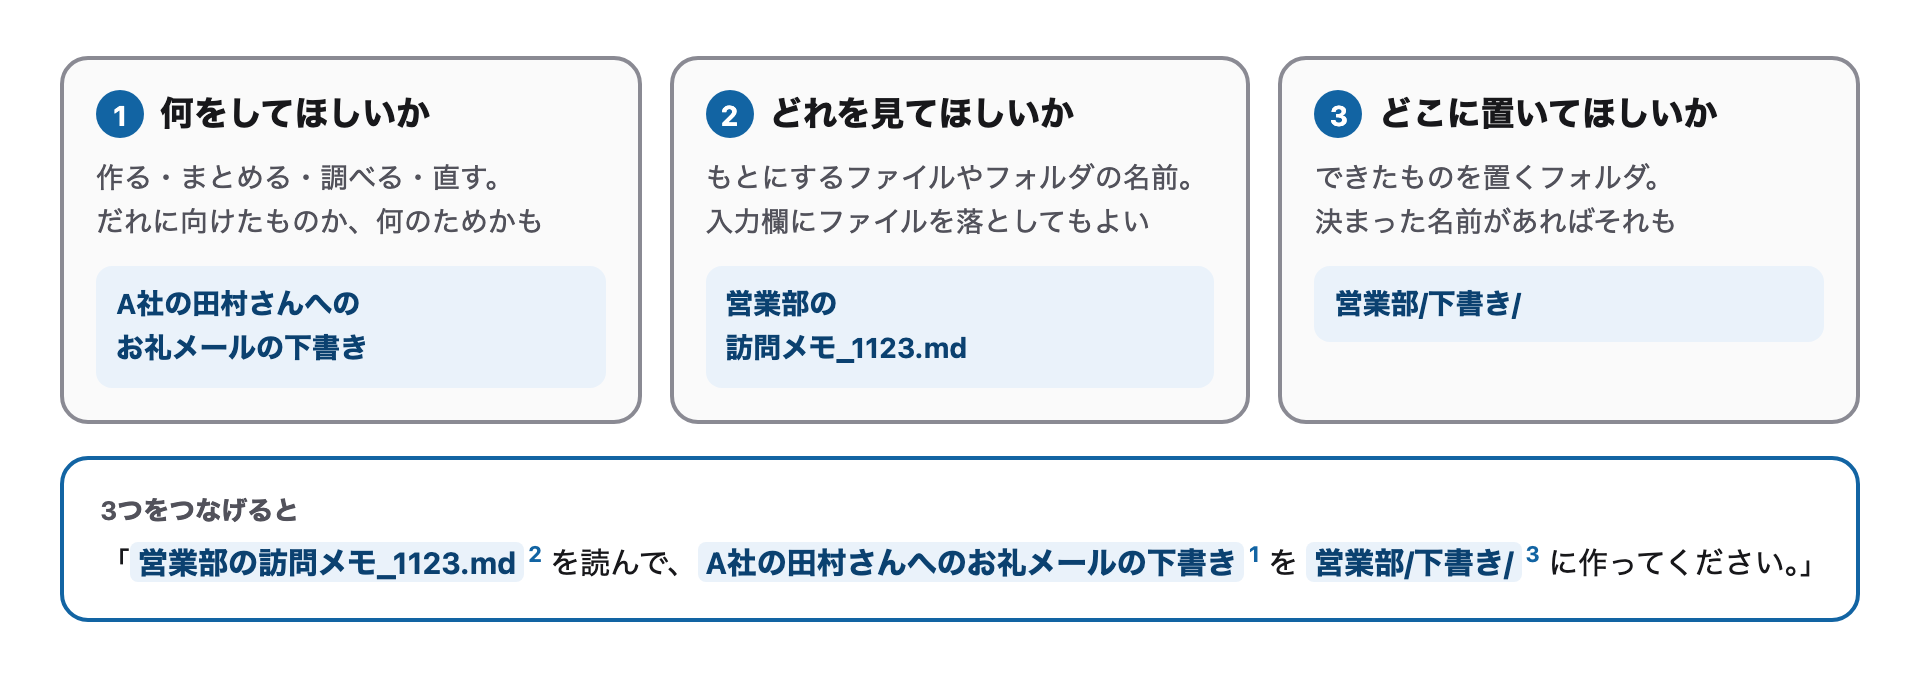 1 何をしてほしいか
作る・まとめる・調べる・直す。
だれに向けたものか、何のためかも
A社の田村さんへの
お礼メールの下書き
2 どれを見てほしいか
もとにするファイルやフォルダの名前。
入力欄にファイルを落としてもよい
営業部の
訪問メモ_1123.md
3 どこに置いてほしいか
できたものを置くフォルダ。
決まった名前があればそれも
営業部/下書き/
3つをつなげると
「営業部の訪問メモ_1123.md 2 を読んで、A社の田村さんへのお礼メールの下書き 1 を 営業部/下書き/ 3 に作ってください。」